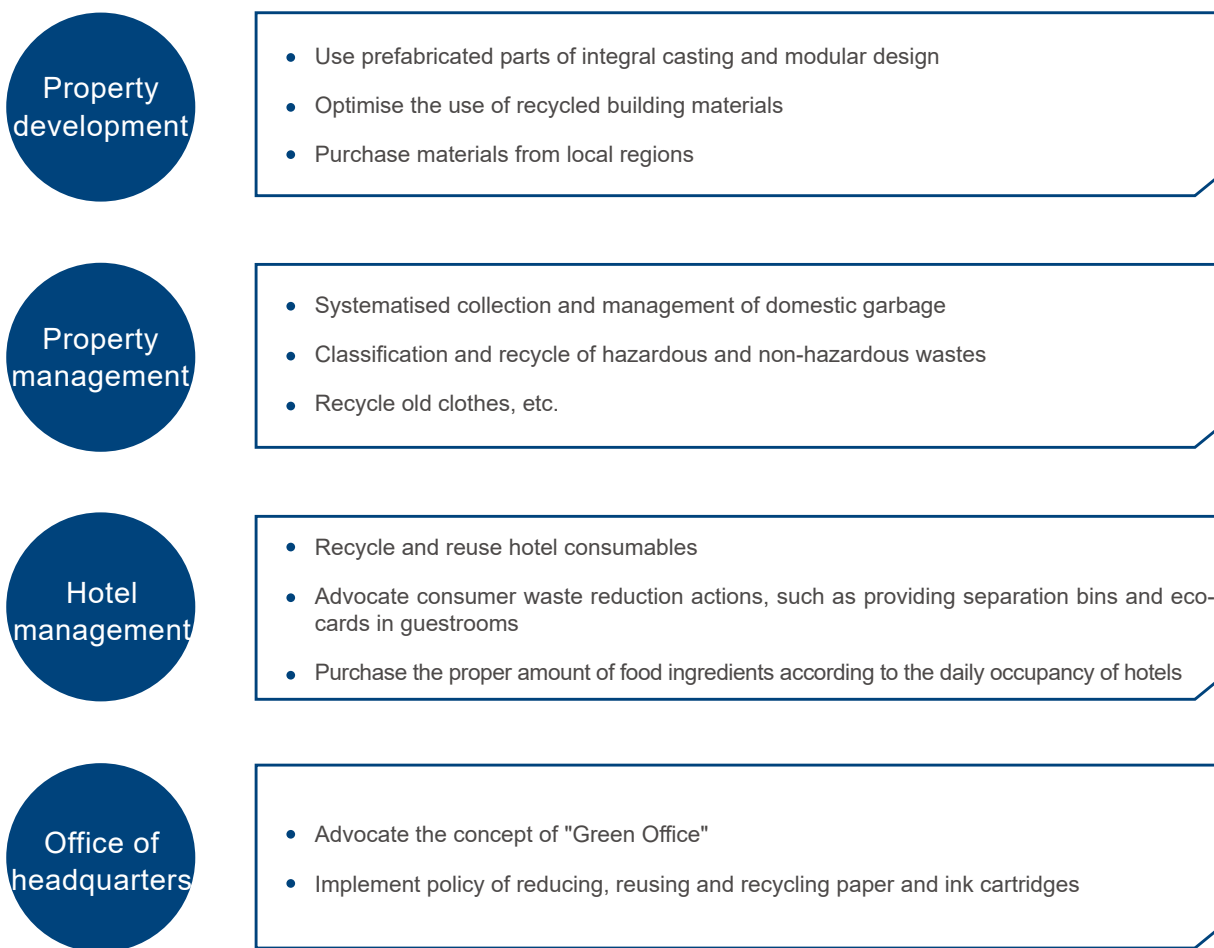 Property
development
• Use prefabricated parts of integral casting and modular design
• Optimise the use of recycled building materials
• Purchase materials from local regions
Property
management
• Systematised collection and management of domestic garbage
• Classification and recycle of hazardous and non-hazardous wastes
• Recycle old clothes, etc.
Hotel
management
• Recycle and reuse hotel consumables
• Advocate consumer waste reduction actions, such as providing separation bins and eco-
cards in guestrooms
• Purchase the proper amount of food ingredients according to the daily occupancy of hotels
Office of
headquarters
• Advocate the concept of "Green Office"
• Implement policy of reducing, reusing and recycling paper and ink cartridges